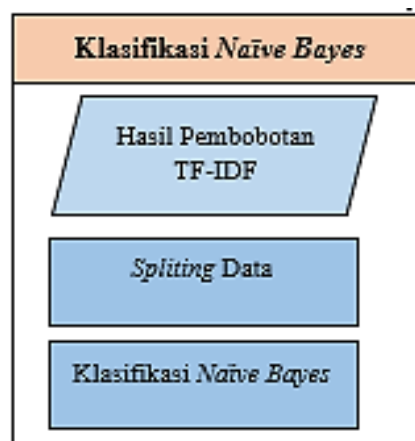 Klasifikasi Naïve Bayes
Hasil Pembobotan
TF-IDF
Spliting Data
Klasifikasi Naïve Bayes